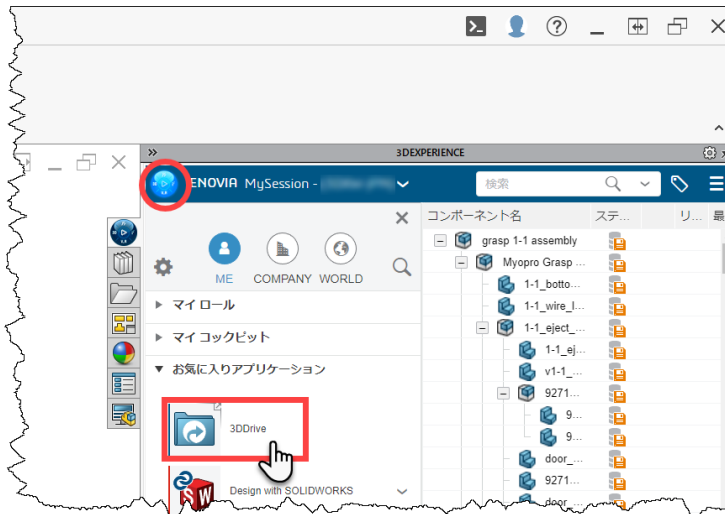 3DEXPERIENCE
ENOVIA MySession -
検索
コンポーネント名 ステ... リ... 最
ME COMPANY WORLD
マイ ロール
マイ コックピット
お気に入りアプリケーション
3DDrive
Design with SOLIDWORKS
grasp 1-1 assembly
Myopro Grasp ...
1-1_botto...
1-1_wire_l...
1-1_eject_...
1-1_ej...
v1-1_...
9271...
9...
9...
door_...
9271...
door_...